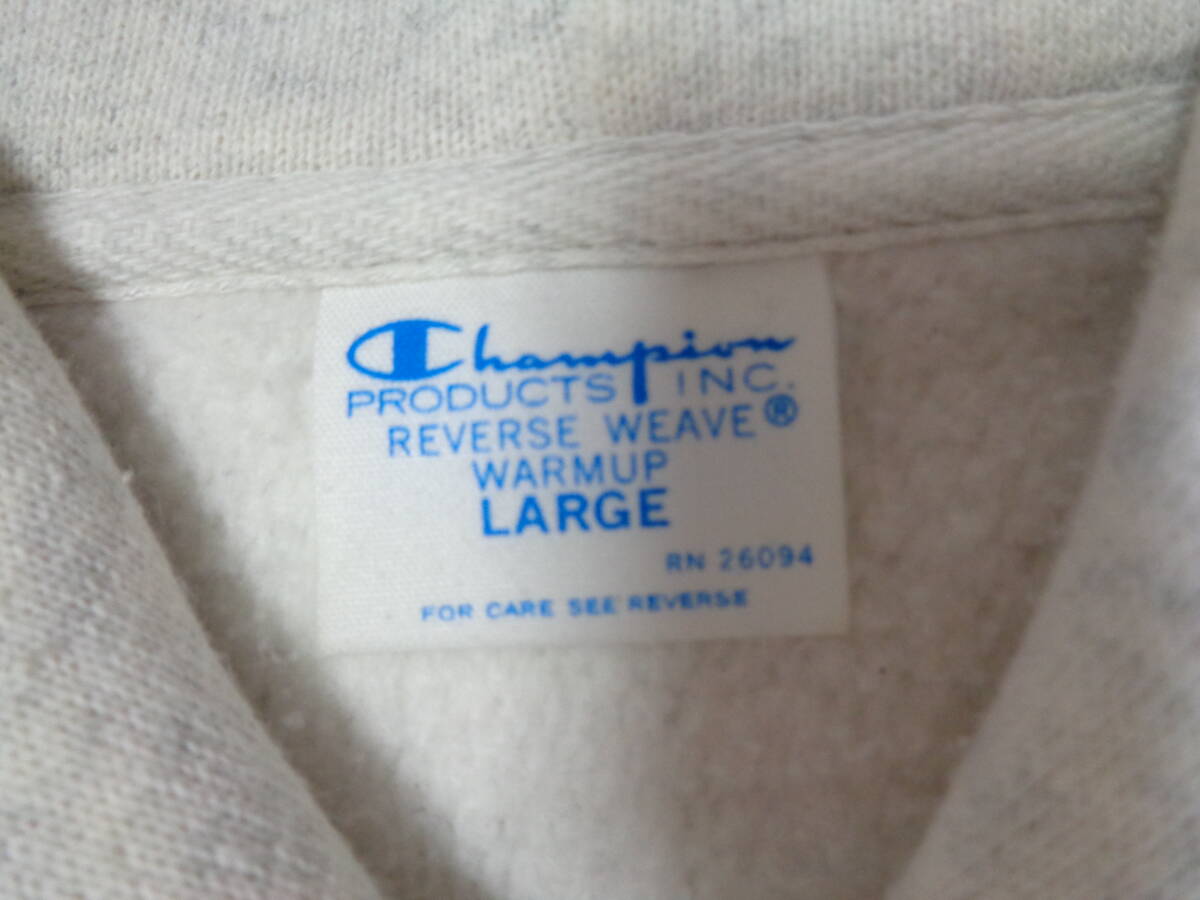 Champion
PRODUCTS INC.
REVERSE WEAVE®
WARMUP
LARGE
RN 26094
FOR CARE SEE REVERSE